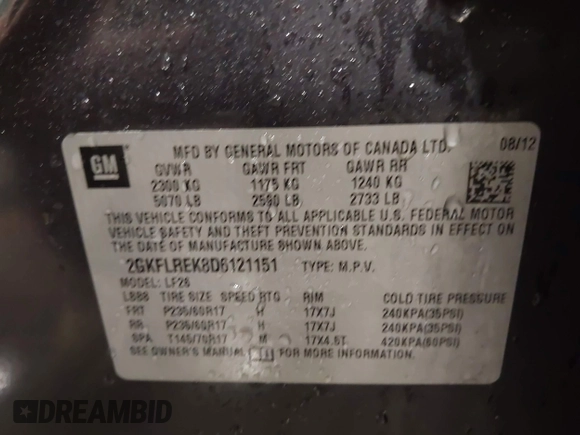 GM
MFD BY GENERAL MOTORS OF CANADA LTD. 08/12
GVWR GAWR FRT GAWR RR
2300 KG 1175 KG 1240 KG
5070 LB 2590 LB 2733 LB
THIS VEHICLE CONFORMS TO ALL APPLICABLE U.S. FEDERAL MOTOR
VEHICLE SAFETY AND THEFT PREVENTION STANDARDS IN EFFECT ON
THE DATE OF MANUFACTURE SHOWN ABOVE.
2GKFLREK8D6121151 TYPE: M.P.V.
MODEL: LF26
TIRE SIZE SPEED RTG RIM COLD TIRE PRESSURE
FRT P235/60R17 H 17X7J 240KPA(35PSI)
RR P235/60R17 H 17X7J 240KPA(35PSI)
SPA T145/70R17 M 17X4.5T 420KPA(60PSI)
SEE OWNER'S MANUAL FOR MORE INFORMATION.
DREAMBID